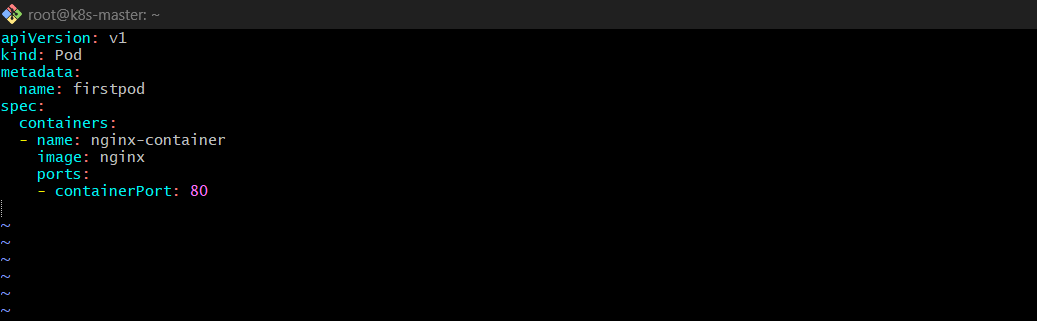 root@k8s-master: ~
apiVersion: v1
kind: Pod
metadata:
  name: firstpod
spec:
  containers:
  - name: nginx-container
    image: nginx
    ports:
    - containerPort: 80
~
~
~
~
~
~